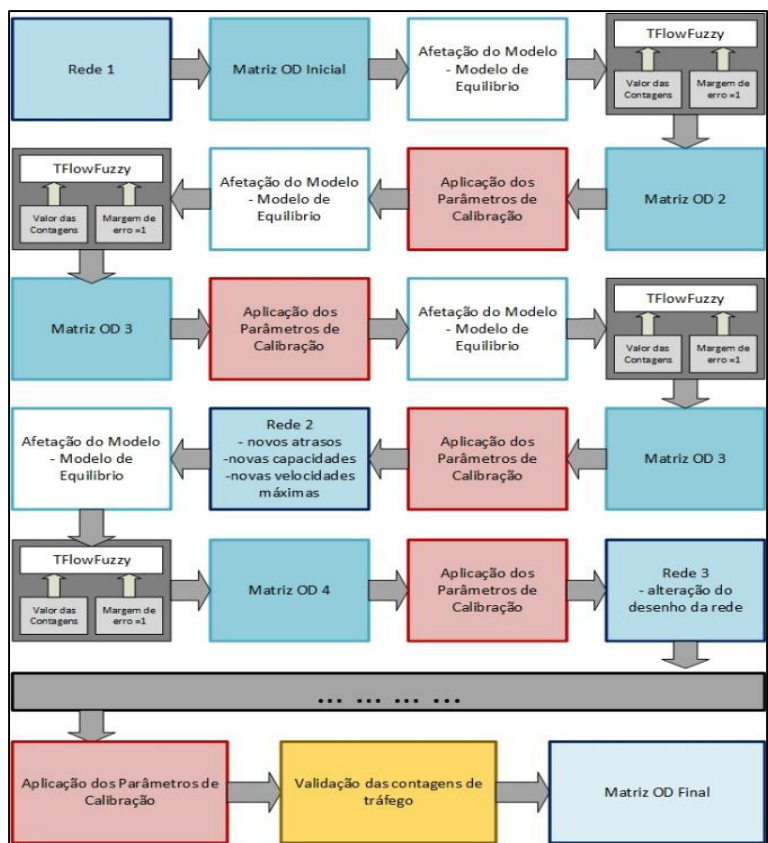 Rede 1
Matriz OD Inicial
Afetação do Modelo
- Modelo de
Equilibrio
TFlowFuzzy
Valor das
Contagens
Margem de
erro =1
TFlowFuzzy
Valor das
Contagens
Margem de
erro =1
Afetação do Modelo
- Modelo de
Equilibrio
Aplicação dos
Parâmetros de
Calibração
Matriz OD 2
Matriz OD 3
Aplicação dos
Parâmetros de
Calibração
Afetação do Modelo
- Modelo de
Equilibrio
TFlowFuzzy
Valor das
Contagens
Margem de
erro =1
Afetação do Modelo
- Modelo de
Equilibrio
Rede 2
- novos atrasos
-novas capacidades
-novas velocidades
máximas
Aplicação dos
Parâmetros de
Calibração
Matriz OD 3
TFlowFuzzy
Valor das
Contagens
Margem de
erro =1
Matriz OD 4
Aplicação dos
Parâmetros de
Calibração
Rede 3
- alteração do
desenho da rede
... ... ... ...
Aplicação dos Parâmetros de
Calibração
Validação das contagens de
tráfego
Matriz OD Final